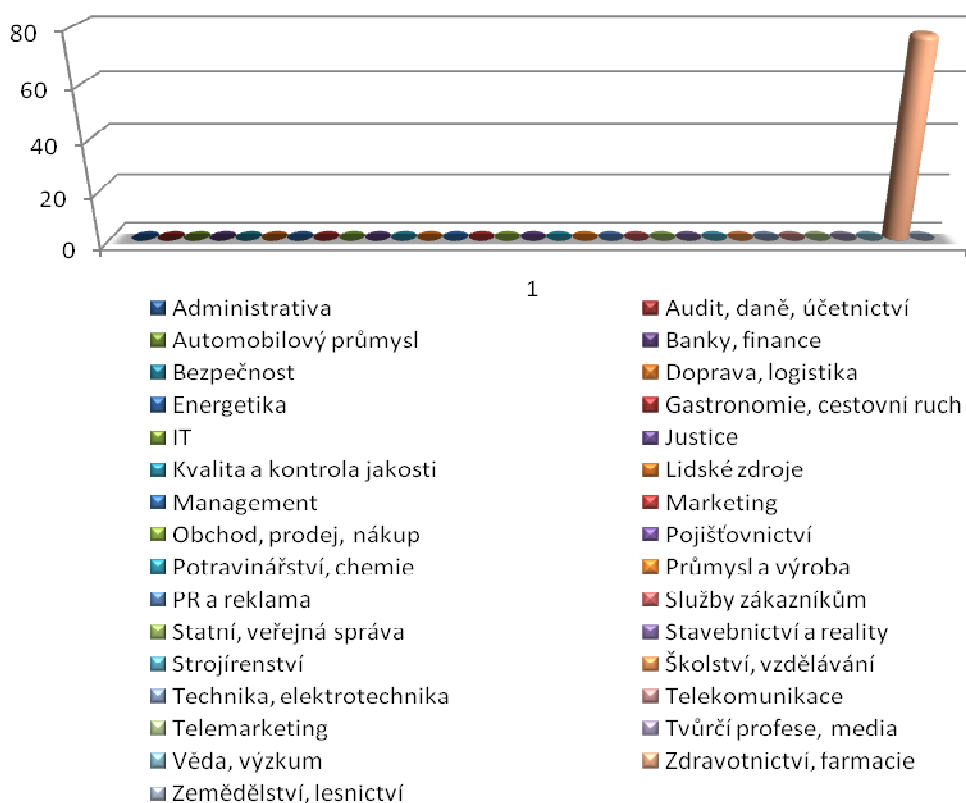 80
60
40
20
0
1
Administrativa
Audit, daně, účetnictví
Automobilový průmysl
Banky, finance
Bezpečnost
Doprava, logistika
Energetika
Gastronomie, cestovní ruch
IT
Justice
Kvalita a kontrola jakosti
Lidské zdroje
Management
Marketing
Obchod, prodej, nákup
Pojišťovnictví
Potravinářství, chemie
Průmysl a výroba
PR a reklama
Služby zákazníkům
Statní, veřejná správa
Stavebnictví a reality
Strojírenství
Školství, vzdělávání
Technika, elektrotechnika
Telekomunikace
Telemarketing
Tvůrčí profese, media
Věda, výzkum
Zdravotnictví, farmacie
Zemědělství, lesnictví